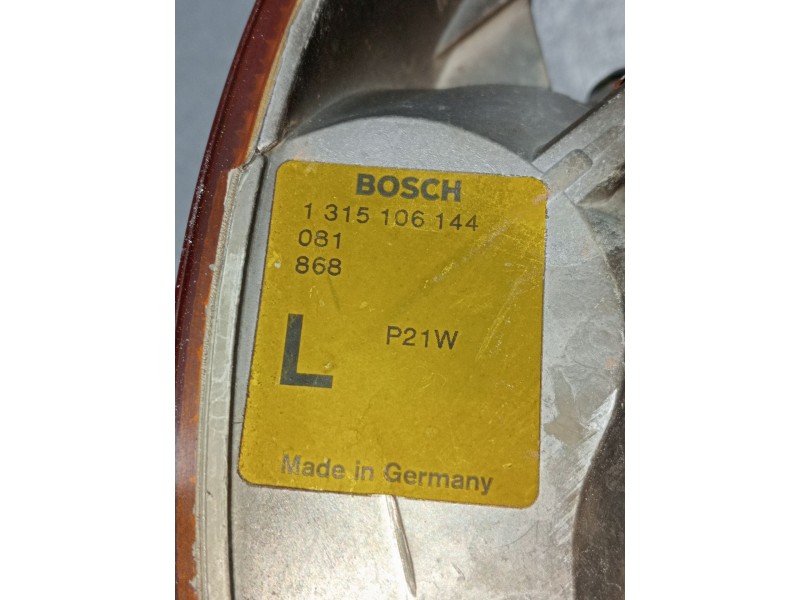 BOSCH
1 315 106 144
081
868
L P21W
Made in Germany